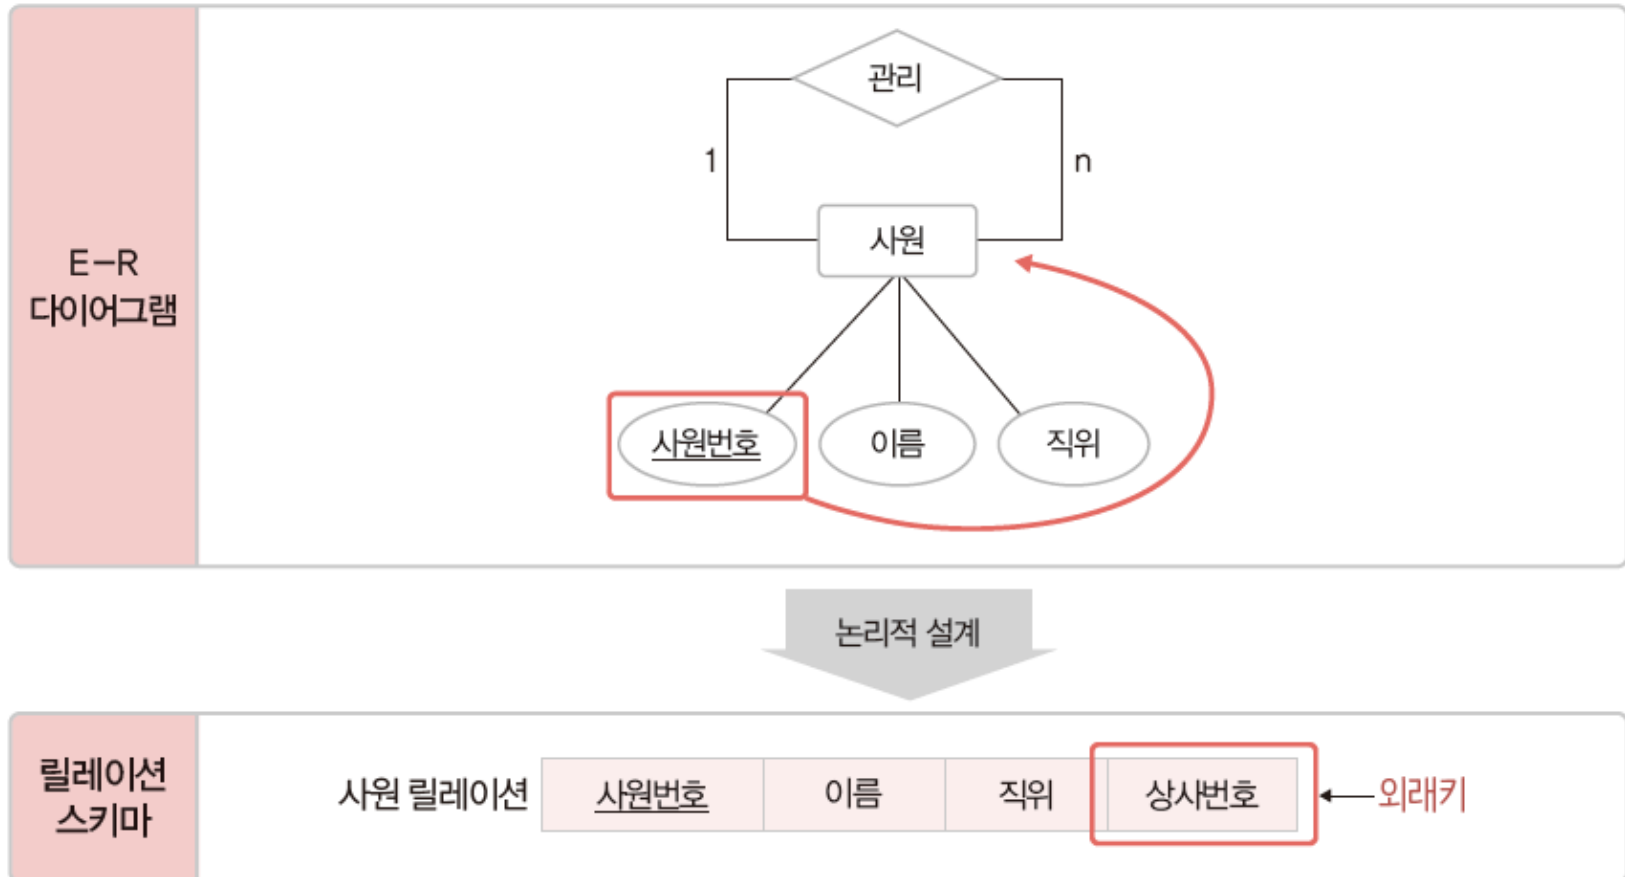 E-R
다이어그램
관리
1
n
사원
사원번호
이름
직위
논리적 설계
릴레이션
스키마
사원 릴레이션
사원번호
이름
직위
상사번호
외래키